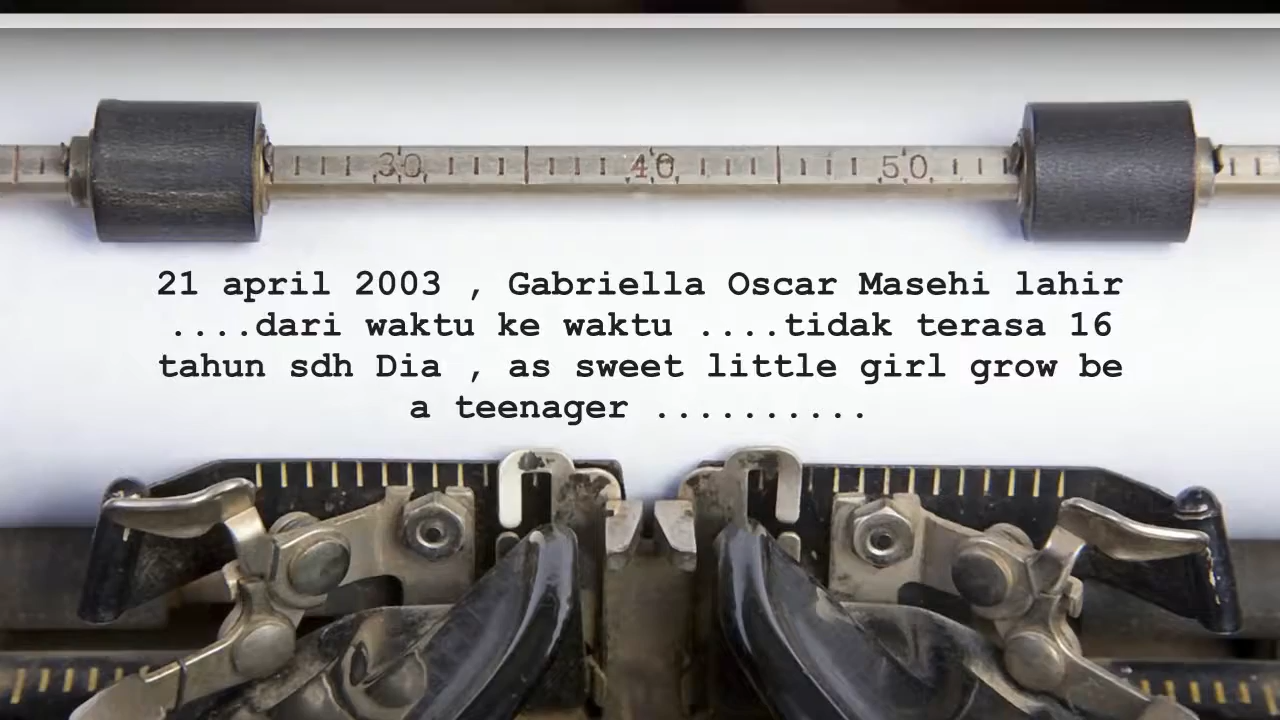 30 40 50
21 april 2003 , Gabriella Oscar Masehi lahir
....dari waktu ke waktu ....tidak terasa 16
tahun sdh Dia , as sweet little girl grow be
a teenager ..........